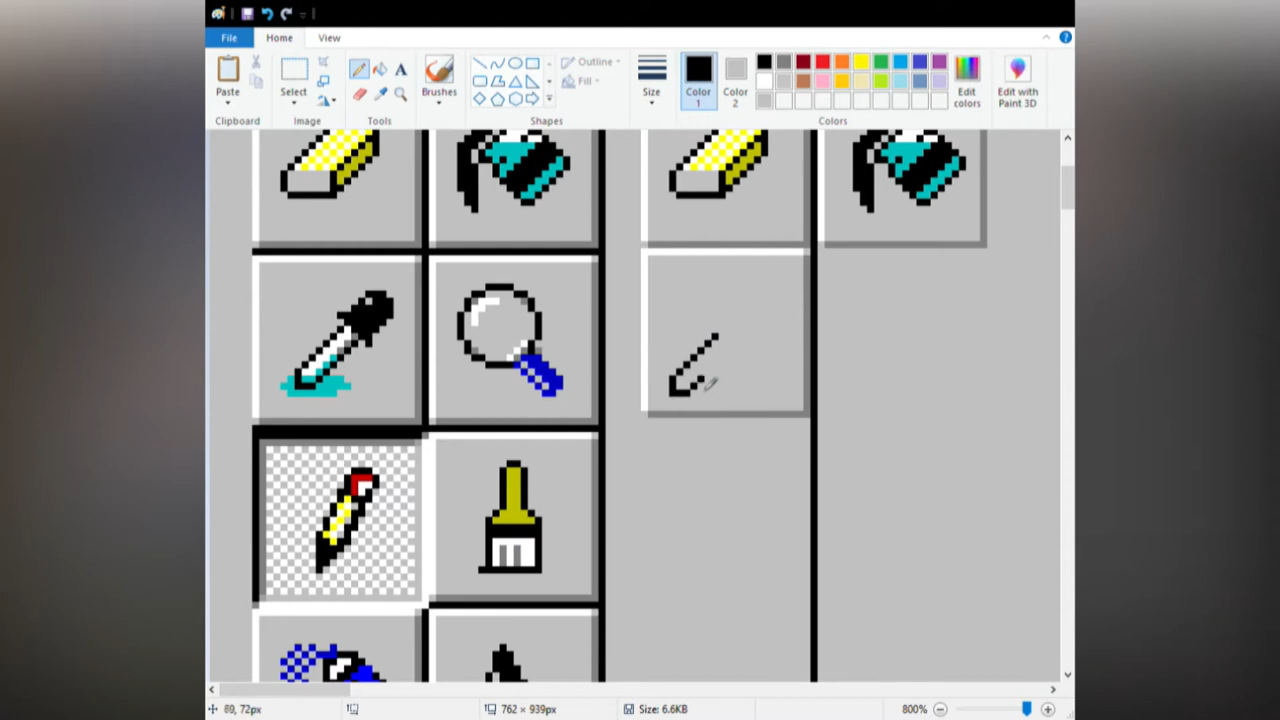 File Home View
Paste
Select
Brushes
Outline
Fill
Size
Color 1
Color 2
Edit colors
Edit with Paint 3D
Clipboard Image Tools Shapes Colors
A
89, 72px 762 × 939px Size: 6.6KB 800%